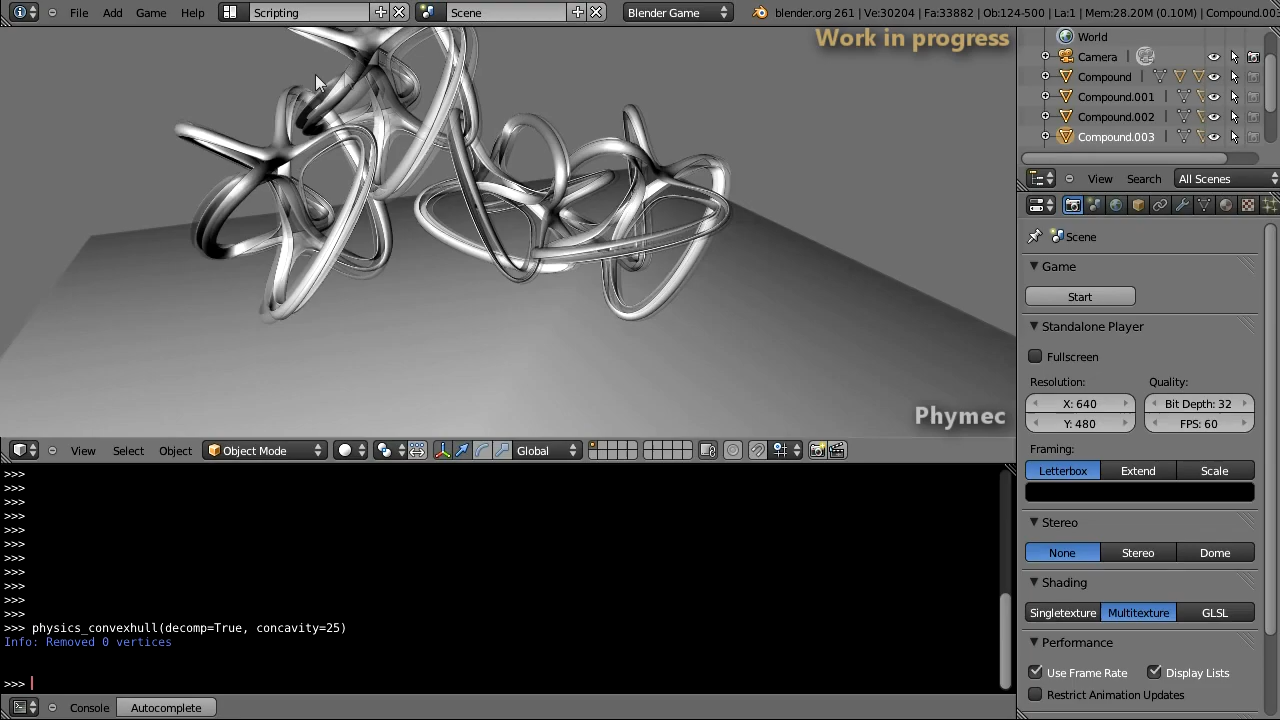 File Add Game Help Scripting Scene Blender Game blender.org 261 | Ve:30204 | Fa:33882 | Ob:124-500 | La:1 | Mem:28.20M (0.10M) | Compound.00
Work in progress
World
Camera
Compound
Compound.001
Compound.002
Compound.003
View Search All Scenes
Scene
Game
Start
Standalone Player
Fullscreen
Resolution: Quality:
X: 640 Bit Depth: 32
Y: 480 FPS: 60
Framing:
Letterbox Extend Scale
Stereo
None Stereo Dome
Shading
Singletexture Multitexture GLSL
Performance
Use Frame Rate Display Lists
Restrict Animation Updates
Phymec
View Select Object Object Mode Global
>>>
>>>
>>>
>>>
>>>
>>>
>>>
>>>
>>>
>>>
>>>
>>> physics_convexhull(decomp=True, concavity=25)
Info: Removed 0 vertices
>>>
Console Autocomplete